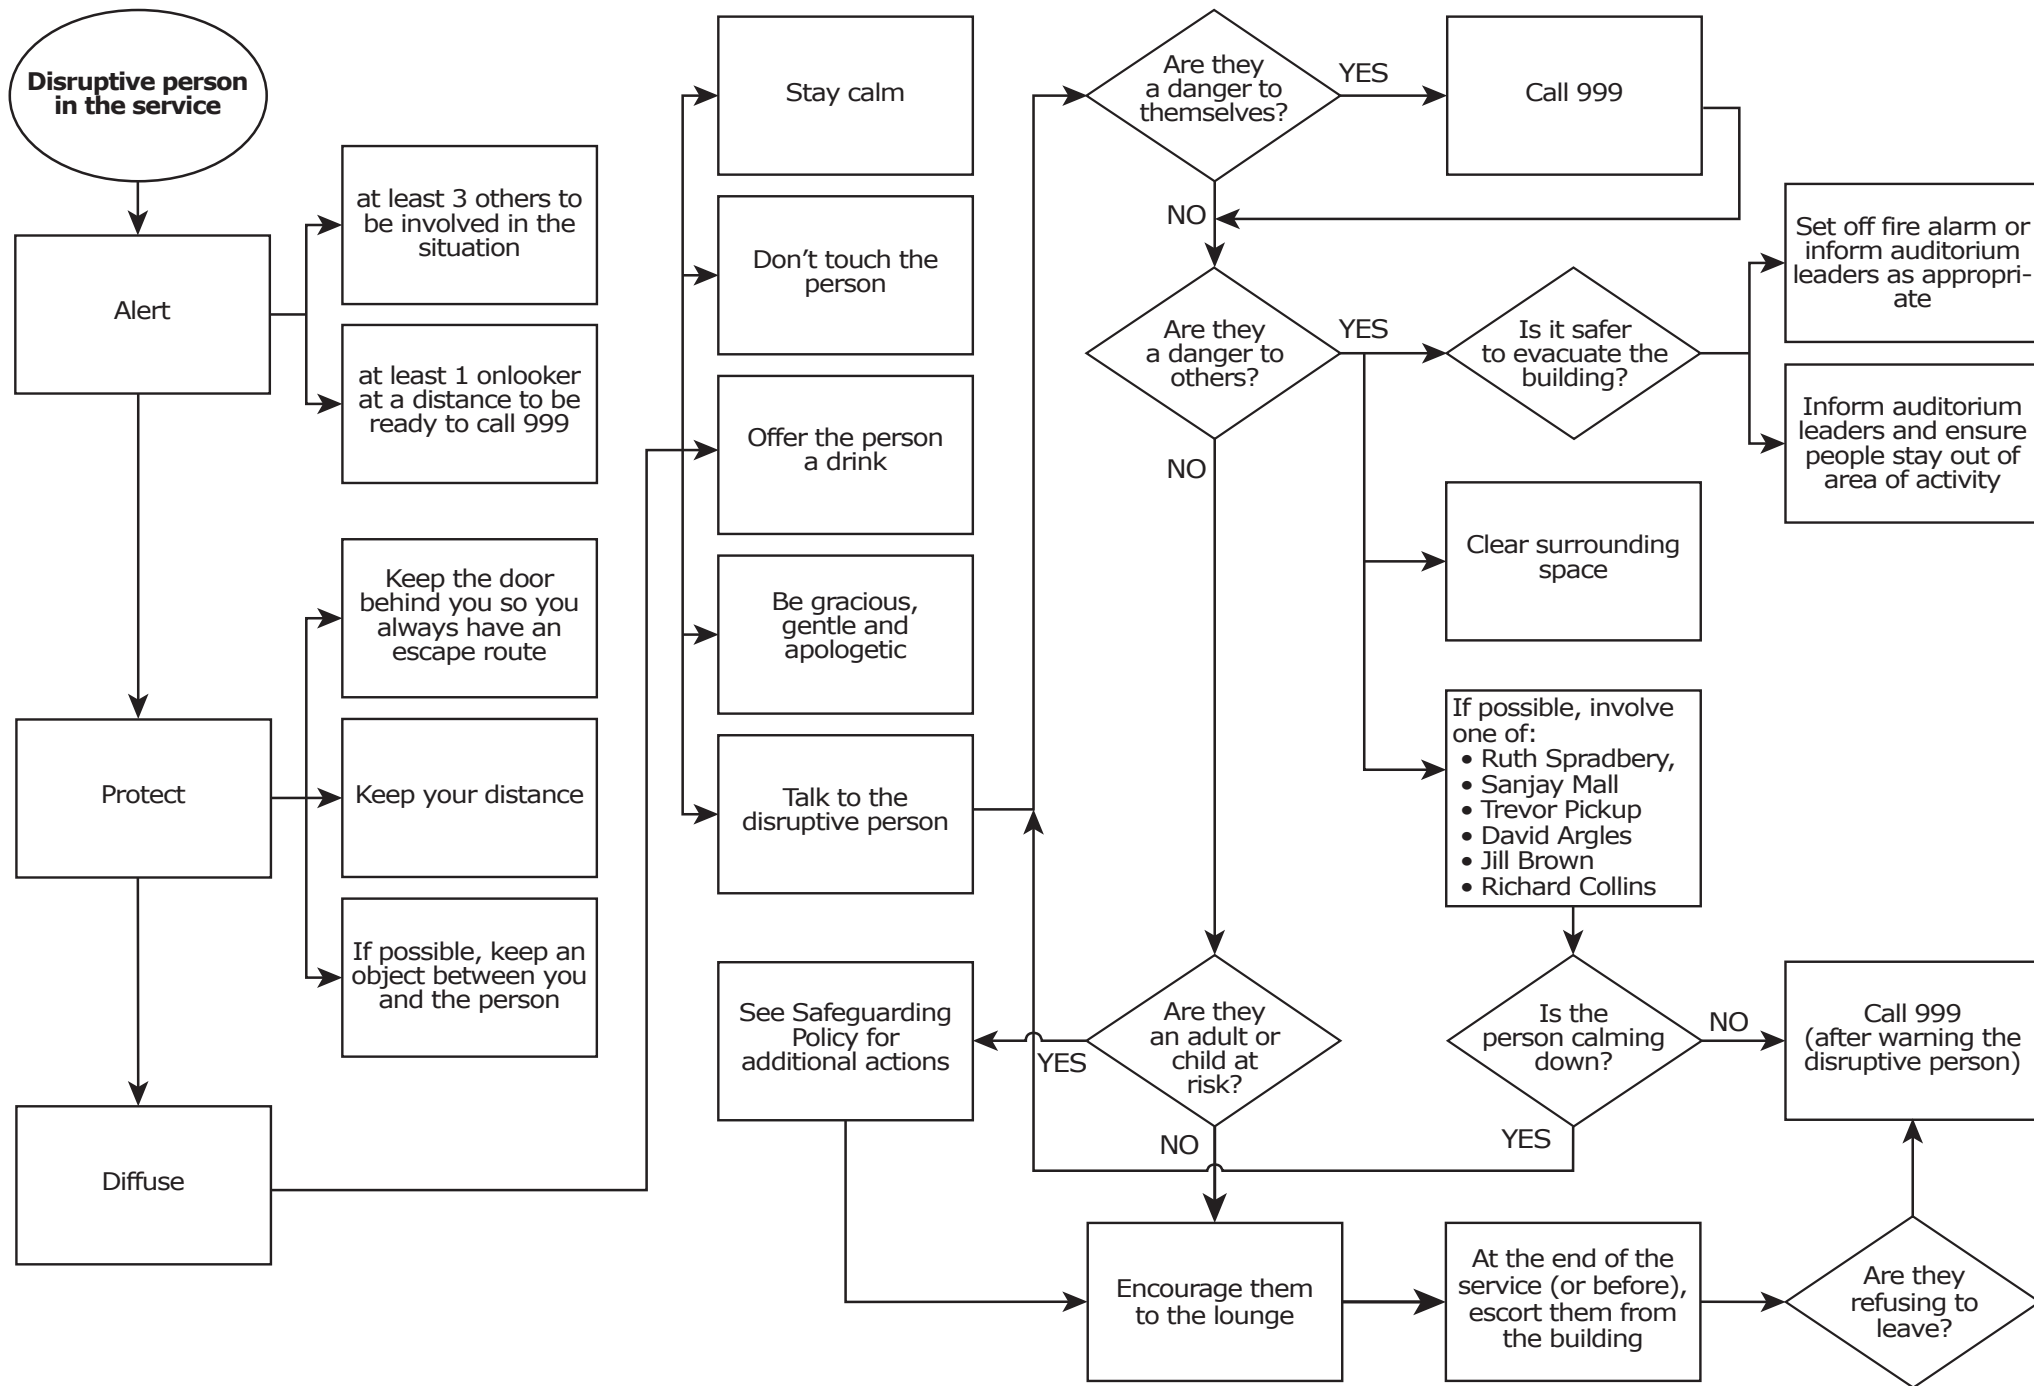 Disruptive person
in the service
Alert
at least 3 others to
be involved in the
situation
at least 1 onlooker
at a distance to be
ready to call 999
Protect
Keep the door
behind you so you
always have an
escape route
Keep your distance
If possible, keep an
object between you
and the person
Diffuse
Stay calm
Don’t touch the
person
Offer the person
a drink
Be gracious,
gentle and
apologetic
Talk to the
disruptive person
Are they
a danger to
themselves?
YES
Call 999
NO
Are they
a danger to
others?
YES
Is it safer
to evacuate the
building?
Set off fire alarm or
inform auditorium
leaders as appropri-
ate
Inform auditorium
leaders and ensure
people stay out of
area of activity
Clear surrounding
space
If possible, involve
one of:
• Ruth Spradbery,
• Sanjay Mall
• Trevor Pickup
• David Argles
• Jill Brown
• Richard Collins
NO
Are they
an adult or
child at
risk?
YES
See Safeguarding
Policy for
additional actions
NO
Is the
person calming
down?
NO
Call 999
(after warning the
disruptive person)
YES
Encourage them
to the lounge
At the end of the
service (or before),
escort them from
the building
Are they
refusing to
leave?